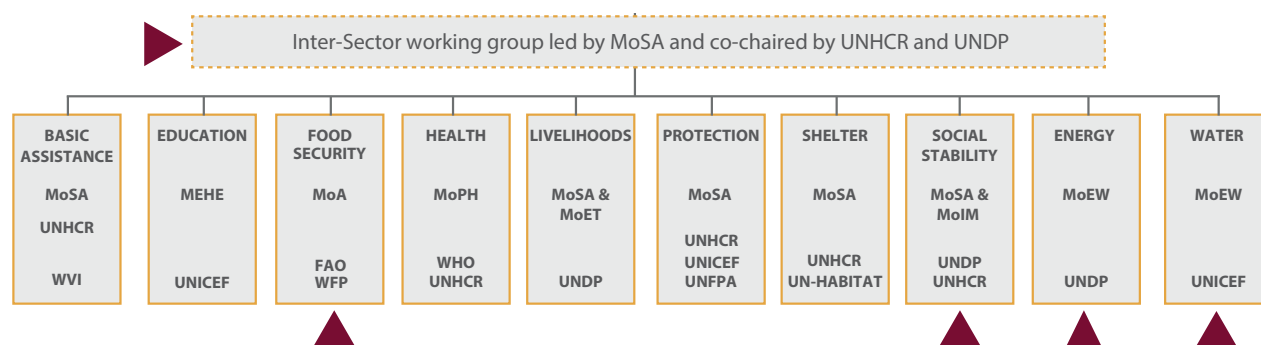 Inter-Sector working group led by MoSA and co-chaired by UNHCR and UNDP
BASIC
ASSISTANCE
MoSA
UNHCR
WVI
EDUCATION
MEHE
UNICEF
FOOD
SECURITY
MoA
FAO
WFP
HEALTH
MoPH
WHO
UNHCR
LIVELIHOODS
MoSA &
MoET
UNDP
PROTECTION
MoSA
UNHCR
UNICEF
UNFPA
SHELTER
MoSA
UNHCR
UN-HABITAT
SOCIAL
STABILITY
MoSA &
MoIM
UNDP
UNHCR
ENERGY
MoEW
UNDP
WATER
MoEW
UNICEF